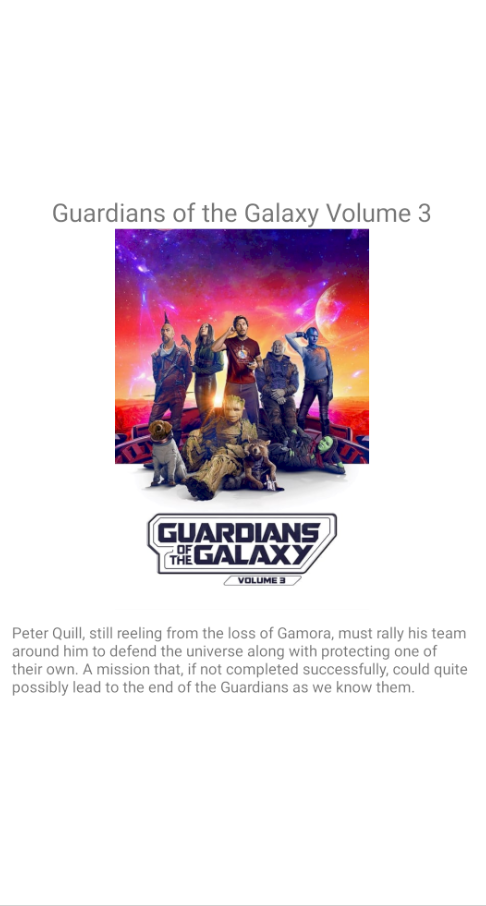 Guardians of the Galaxy Volume 3
GUARDIANS
OF
THE GALAXY
VOLUME 3
Peter Quill, still reeling from the loss of Gamora, must rally his team
around him to defend the universe along with protecting one of
their own. A mission that, if not completed successfully, could quite
possibly lead to the end of the Guardians as we know them.